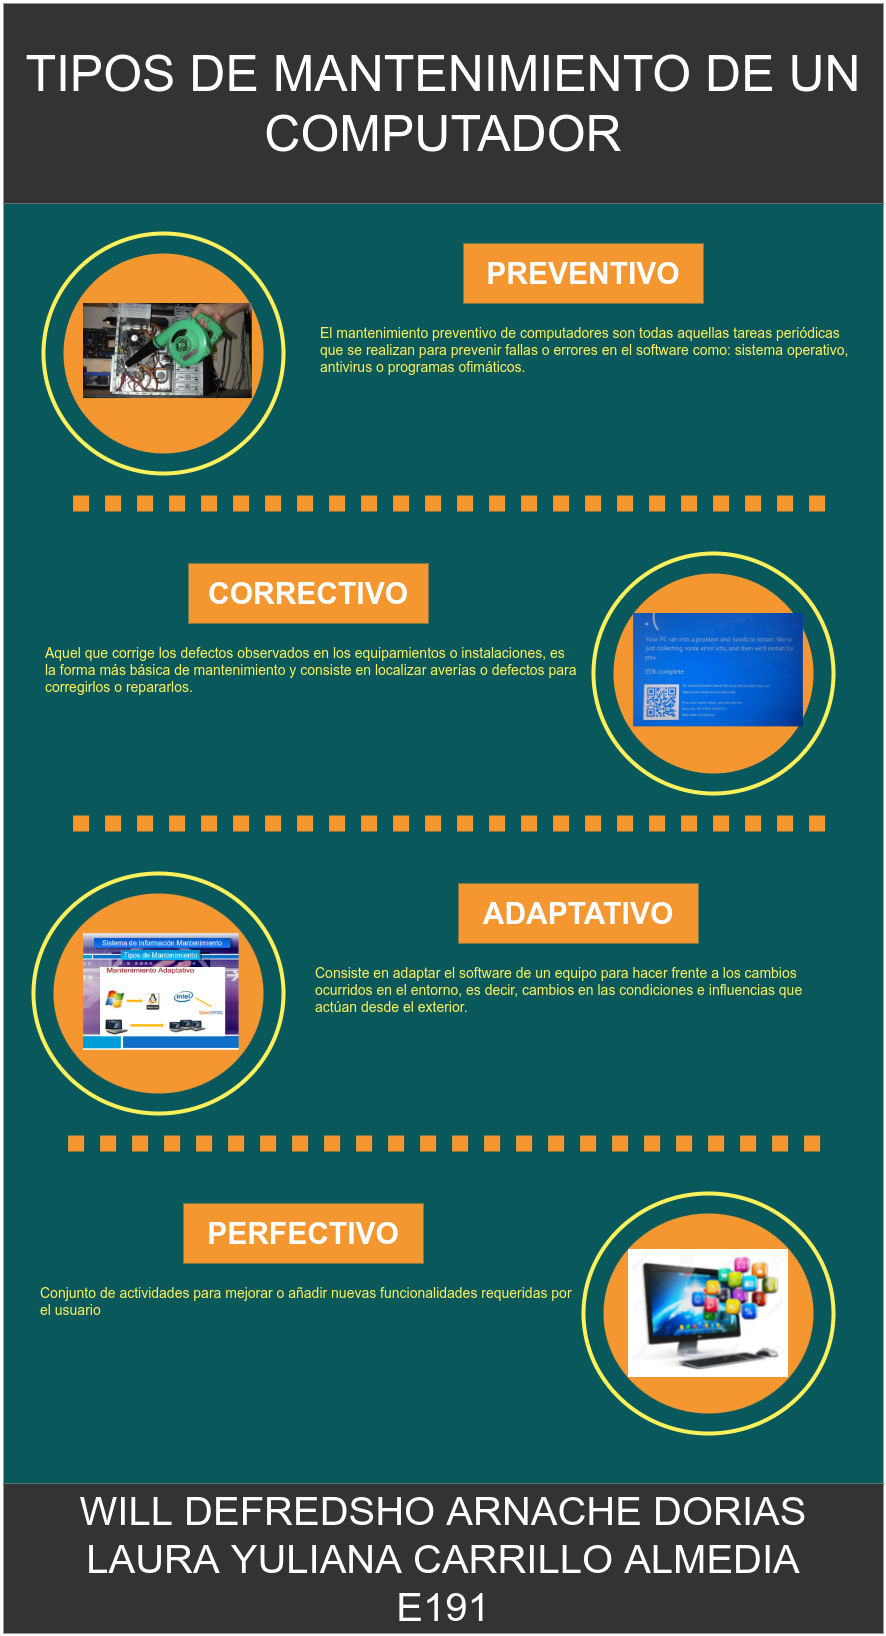 TIPOS DE MANTENIMIENTO DE UN
COMPUTADOR
PREVENTIVO
El mantenimiento preventivo de computadores son todas aquellas tareas periódicas
que se realizan para prevenir fallas o errores en el software como: sistema operativo,
antivirus o programas ofimáticos.
CORRECTIVO
Aquel que corrige los defectos observados en los equipamientos o instalaciones, es
la forma más básica de mantenimiento y consiste en localizar averías o defectos para
corregirlos o repararlos.
Your PC ran into a problem and needs to restart. We're
just collecting some error info, and then we'll restart for
you.
35% complete
ADAPTATIVO
Consiste en adaptar el software de un equipo para hacer frente a los cambios
ocurridos en el entorno, es decir, cambios en las condiciones e influencias que
actúan desde el exterior.
Sistema de Información Mantenimiento
Tipos de Mantenimiento
Mantenimiento Adaptativo
intel
PERFECTIVO
Conjunto de actividades para mejorar o añadir nuevas funcionalidades requeridas por
el usuario
WILL DEFREDSHO ARNACHE DORIAS
LAURA YULIANA CARRILLO ALMEDIA
E191